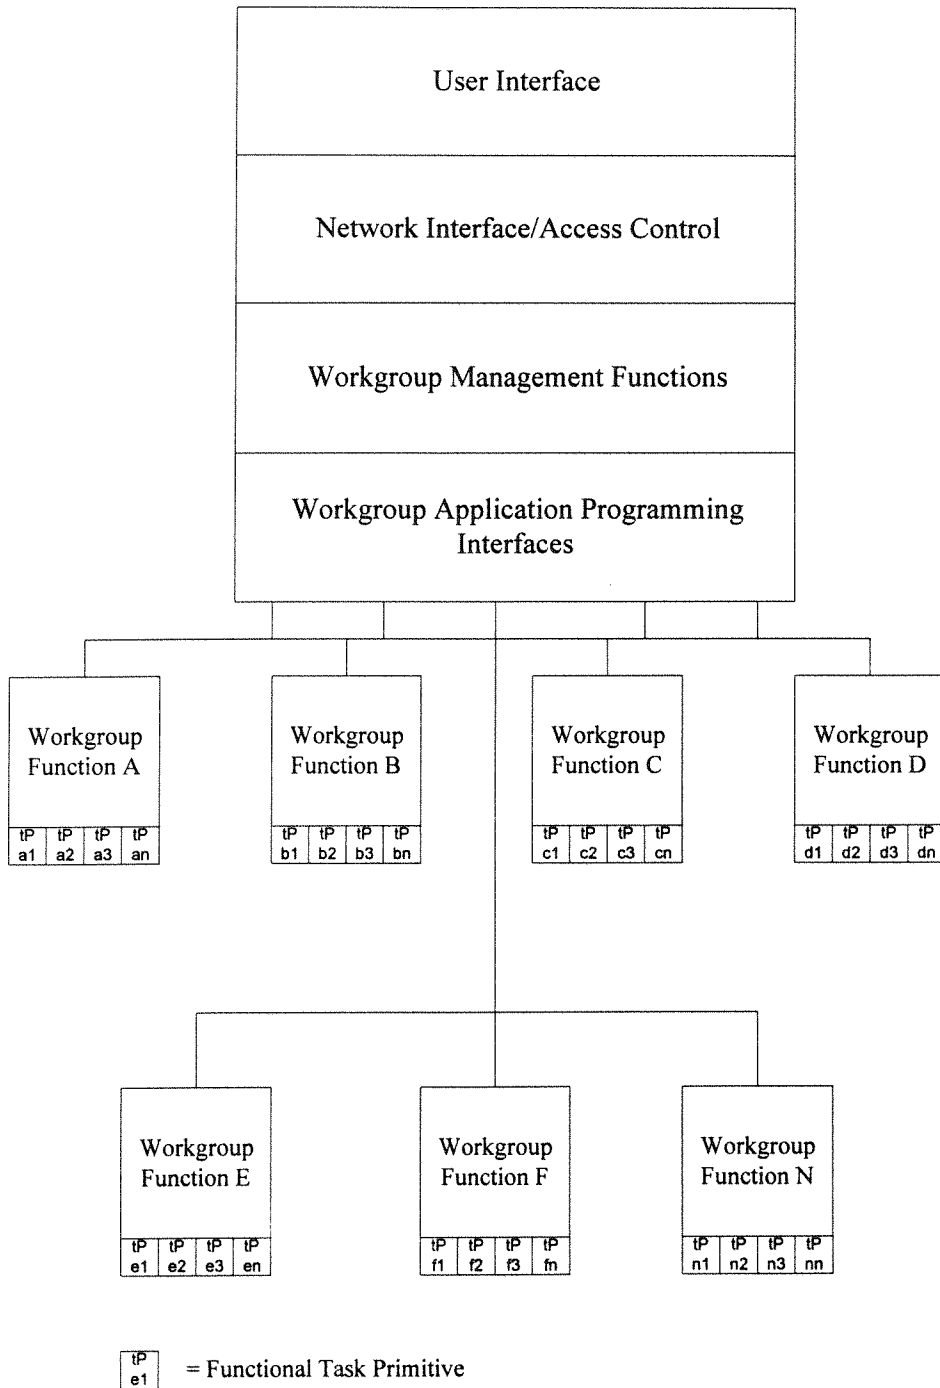 User Interface
Network Interface/Access Control
Workgroup Management Functions
Workgroup Application Programming
Interfaces
Workgroup
Function A
tP tP tP tP
a1 a2 a3 an
Workgroup
Function B
tP tP tP tP
b1 b2 b3 bn
Workgroup
Function C
tP tP tP tP
c1 c2 c3 cn
Workgroup
Function D
tP tP tP tP
d1 d2 d3 dn
Workgroup
Function E
tP tP tP tP
e1 e2 e3 en
Workgroup
Function F
tP tP tP tP
f1 f2 f3 fn
Workgroup
Function N
tP tP tP tP
n1 n2 n3 nn
tP
e1
= Functional Task Primitive